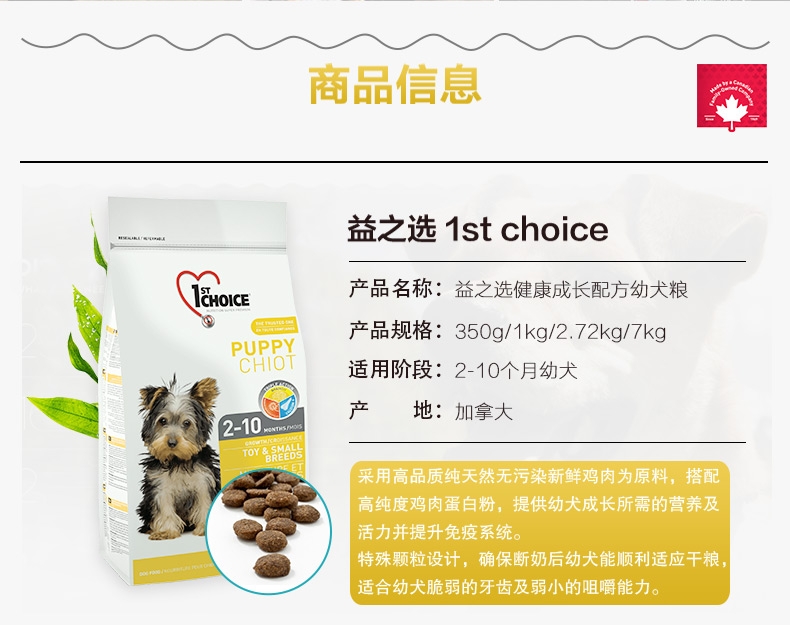 商品信息
Made by a Canadian
Family-Owned Company
RESEALABLE / REFERMABLE
1ST
CHOICE
PUPPY
CHIOT
2-10 MONTHS/MOIS
GROWTH/CROISSANCE
TOY & SMALL
BREEDS
益之选 1st choice
产品名称：益之选健康成长配方幼犬粮
产品规格：350g/1kg/2.72kg/7kg
适用阶段：2-10个月幼犬
产 地：加拿大
采用高品质纯天然无污染新鲜鸡肉为原料，搭配
高纯度鸡肉蛋白粉，提供幼犬成长所需的营养及
活力并提升免疫系统。
特殊颗粒设计，确保断奶后幼犬能顺利适应干粮，
适合幼犬脆弱的牙齿及弱小的咀嚼能力。